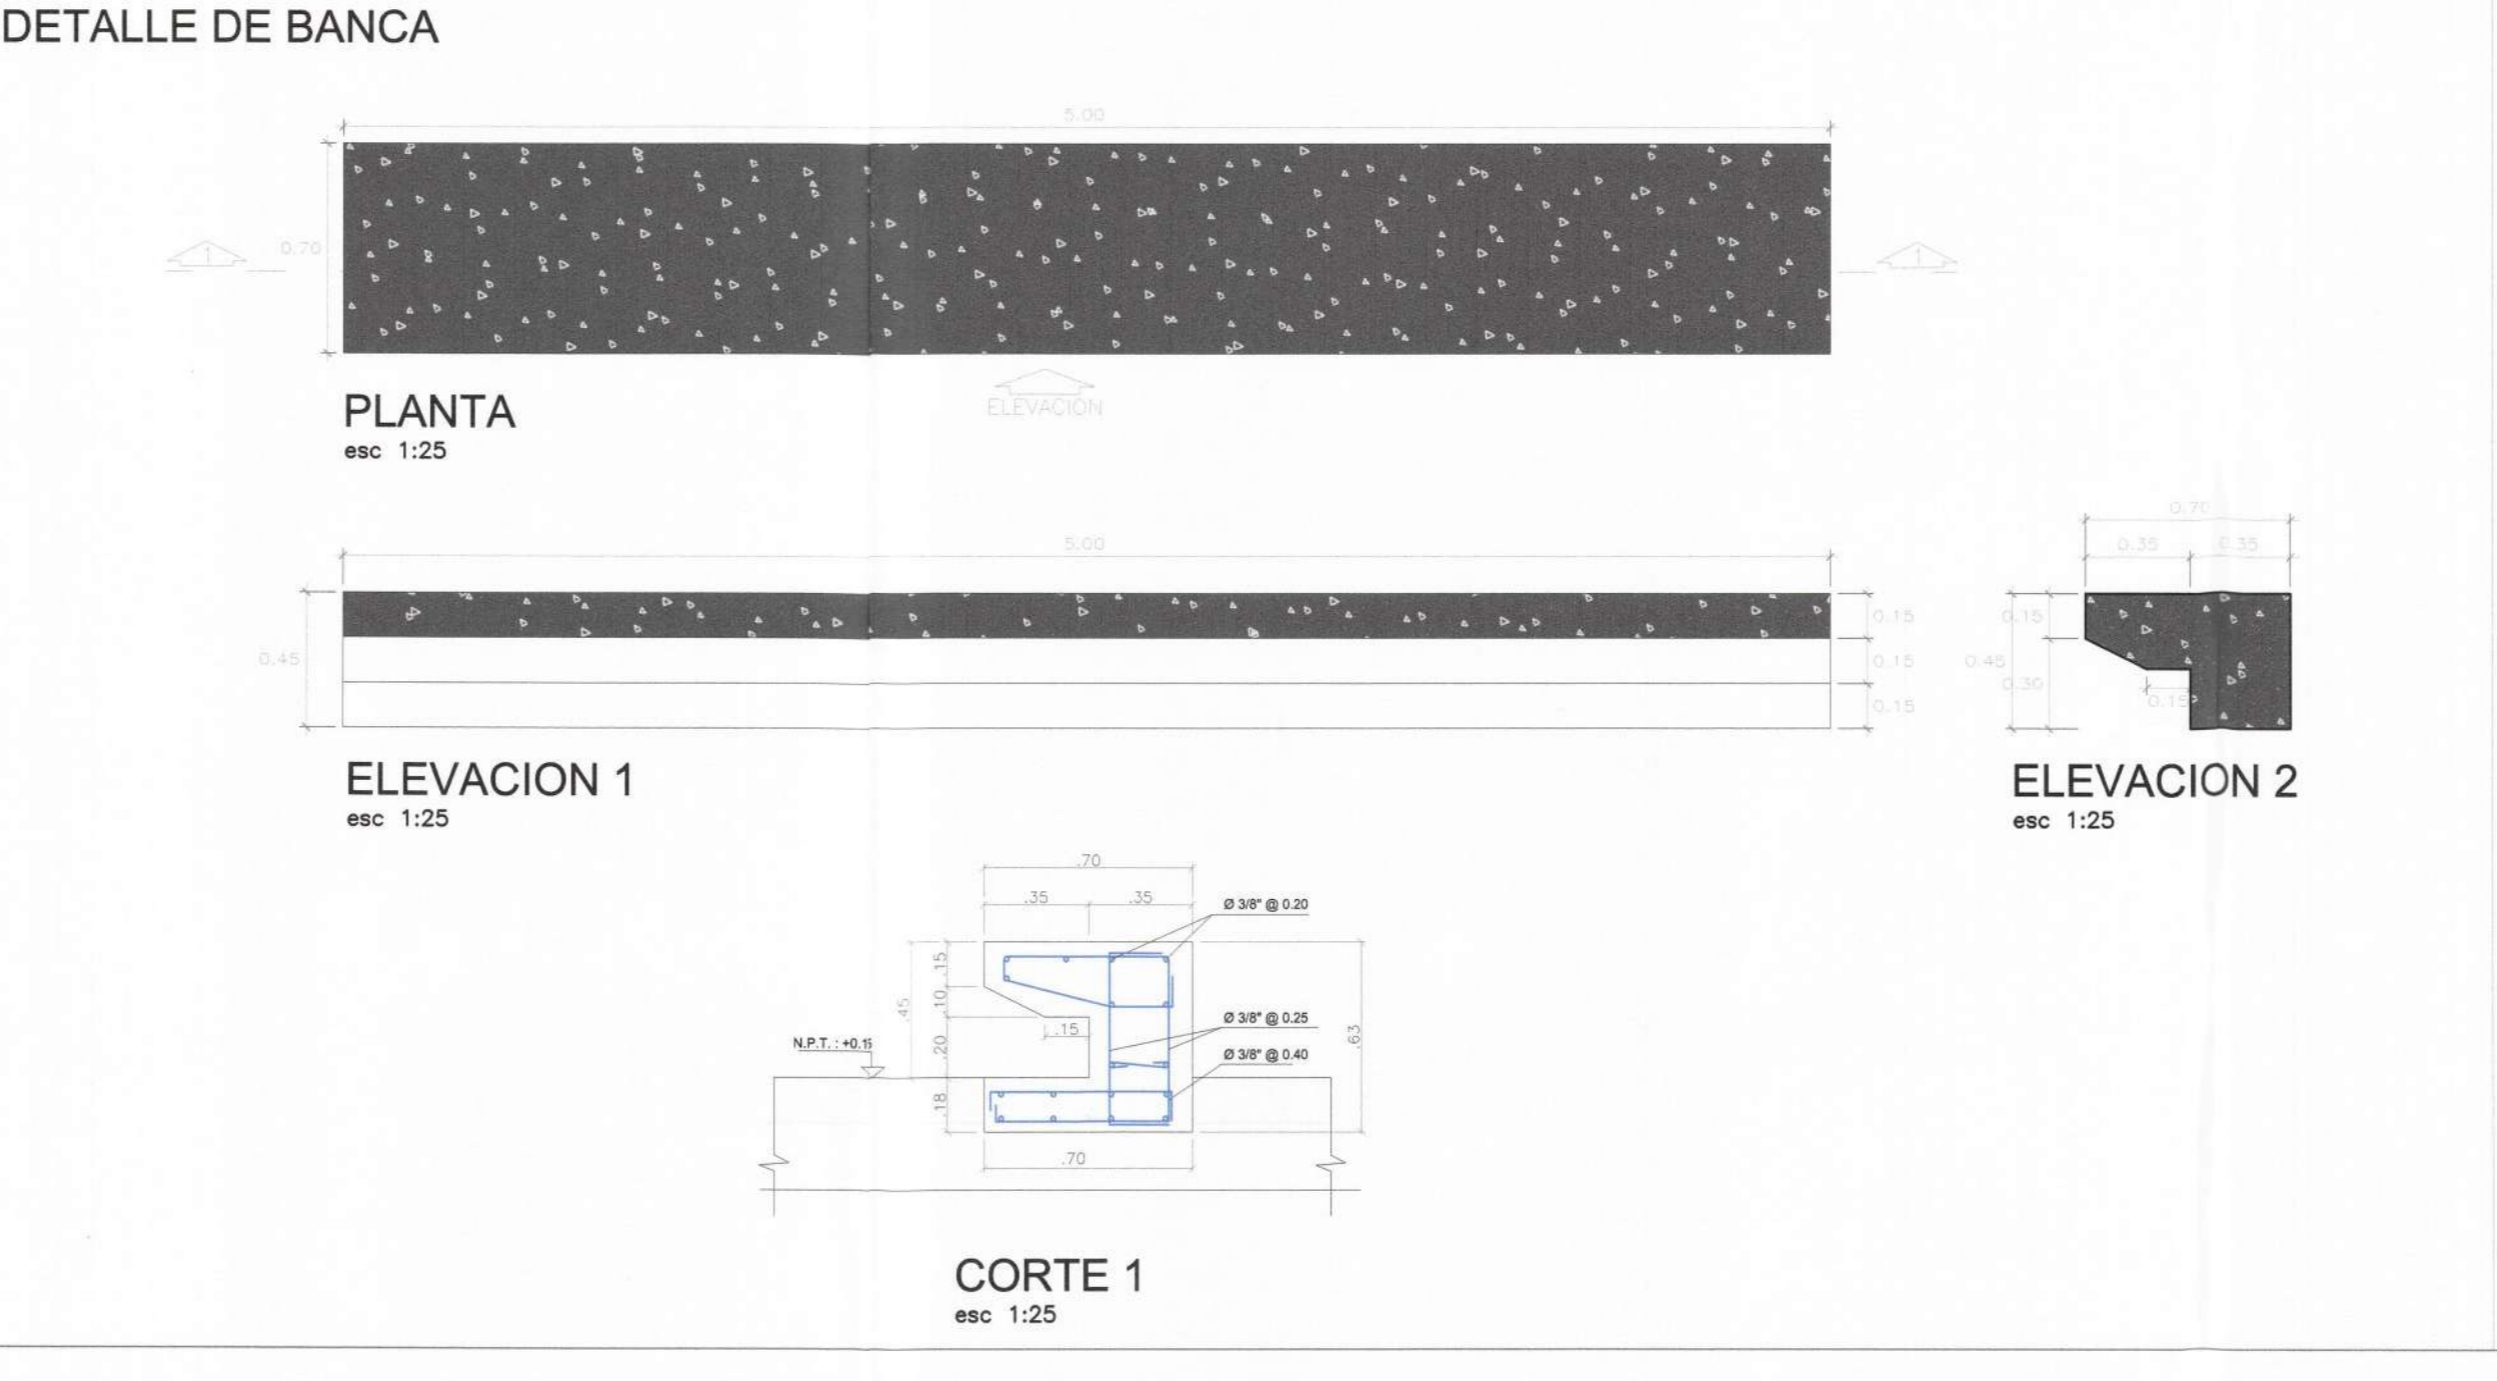 DETALLE DE BANCA
5.00
0.70
1
1
ELEVACION
PLANTA
esc 1:25
5.00
0.45
0.15
0.15
0.15
ELEVACION 1
esc 1:25
0.70
0.35
0.35
0.15
0.45
0.30
0.15
ELEVACION 2
esc 1:25
.70
.35
.35
Ø 3/8" @ 0.20
.15
.10
.45
.15
.20
Ø 3/8" @ 0.25
.63
N.P.T. : +0.15
Ø 3/8" @ 0.40
.18
.70
CORTE 1
esc 1:25